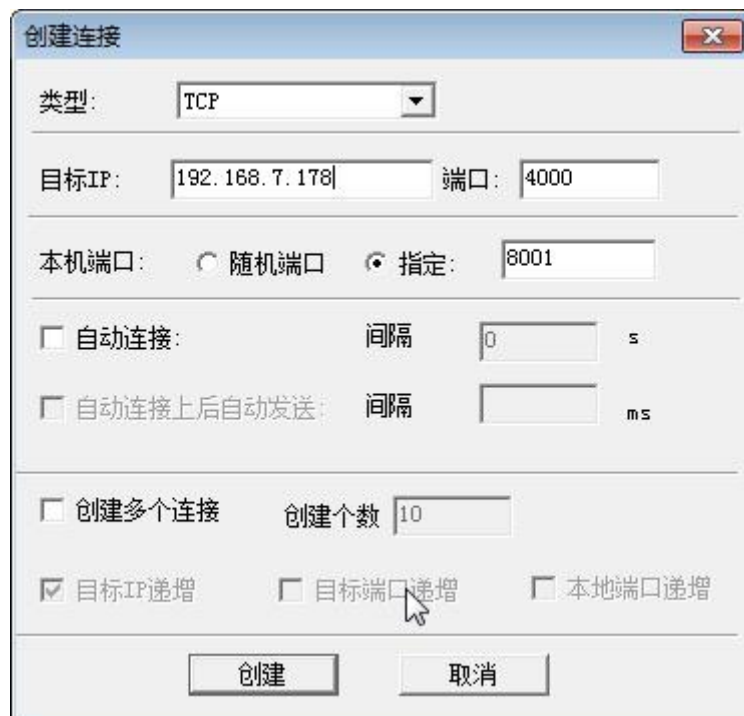 创建连接
类型: TCP
目标IP: 192.168.7.178 端口: 4000
本机端口: 随机端口 指定: 8001
自动连接: 间隔 0 s
自动连接上后自动发送: 间隔 ms
创建多个连接 创建个数 10
目标IP递增 目标端口递增 本地端口递增
创建 取消